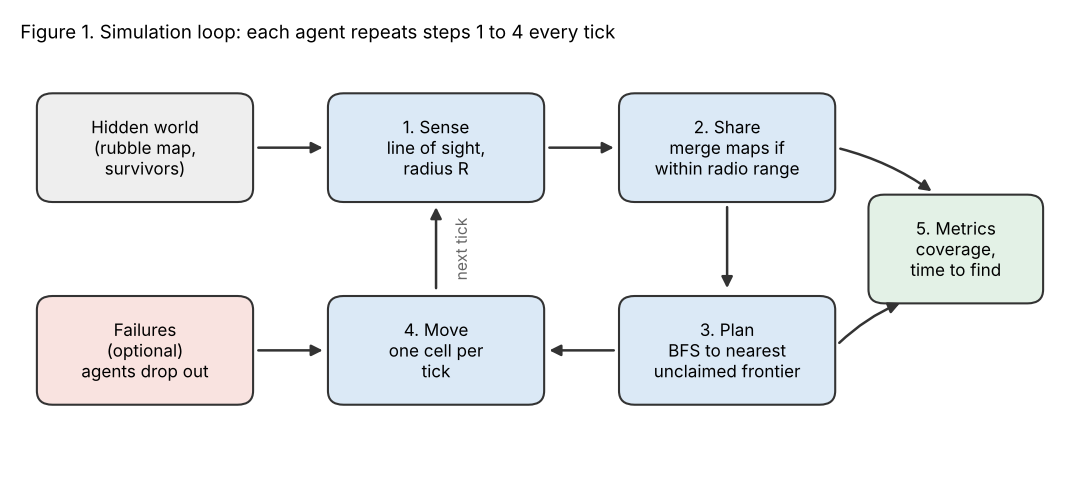 Figure 1. Simulation loop: each agent repeats steps 1 to 4 every tick
Hidden world
(rubble map,
survivors)
1. Sense
line of sight,
radius R
2. Share
merge maps if
within radio range
5. Metrics
coverage,
time to find
next tick
Failures
(optional)
agents drop out
4. Move
one cell per
tick
3. Plan
BFS to nearest
unclaimed frontier